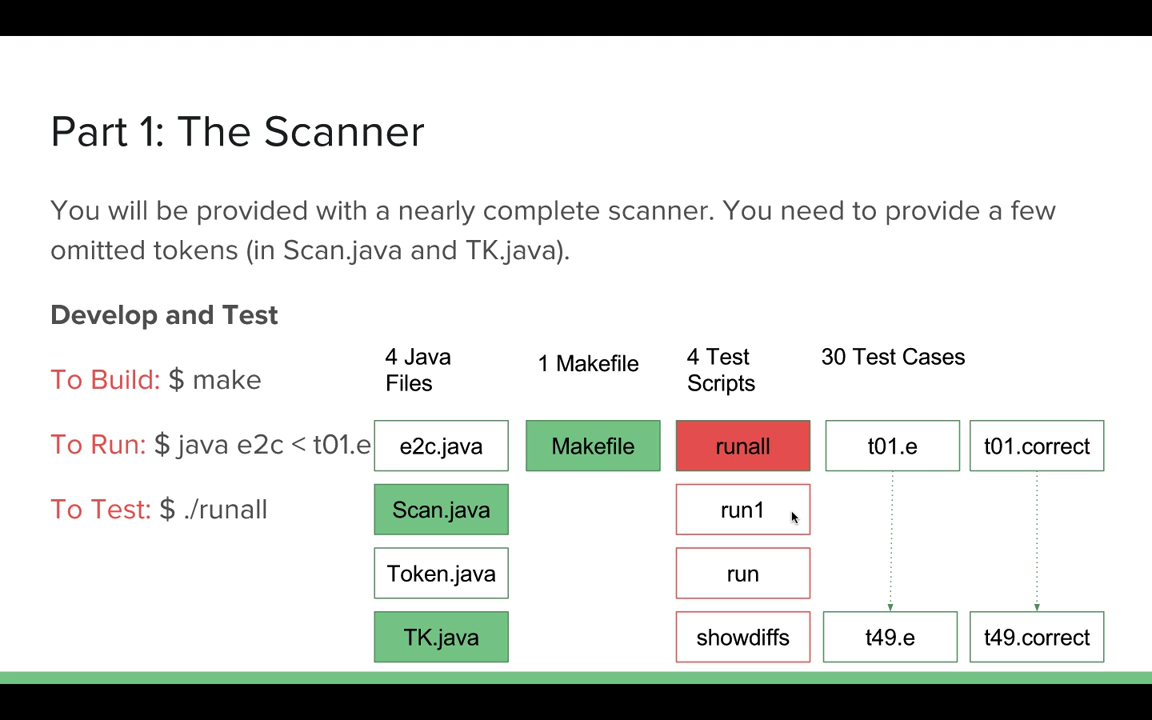 Part 1: The Scanner
You will be provided with a nearly complete scanner. You need to provide a few
omitted tokens (in Scan.java and TK.java).
Develop and Test
To Build: $ make
To Run: $ java e2c < t01.e
To Test: $ ./runall
4 Java
Files
e2c.java
Scan.java
Token.java
TK.java
1 Makefile
Makefile
4 Test
Scripts
runall
run1
run
showdiffs
30 Test Cases
t01.e
t01.correct
t49.e
t49.correct